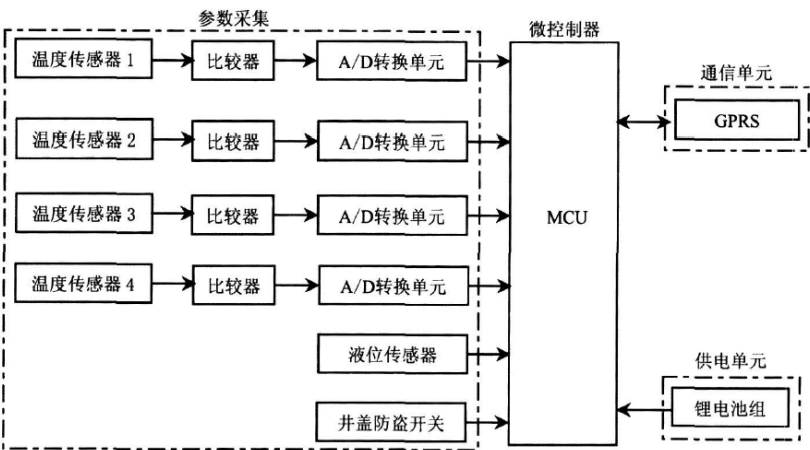 参数采集
微控制器
温度传感器 1
比较器
A/D转换单元
通信单元
GPRS
温度传感器 2
比较器
A/D转换单元
温度传感器 3
比较器
A/D转换单元
MCU
温度传感器 4
比较器
A/D转换单元
液位传感器
供电单元
锂电池组
井盖防盗开关